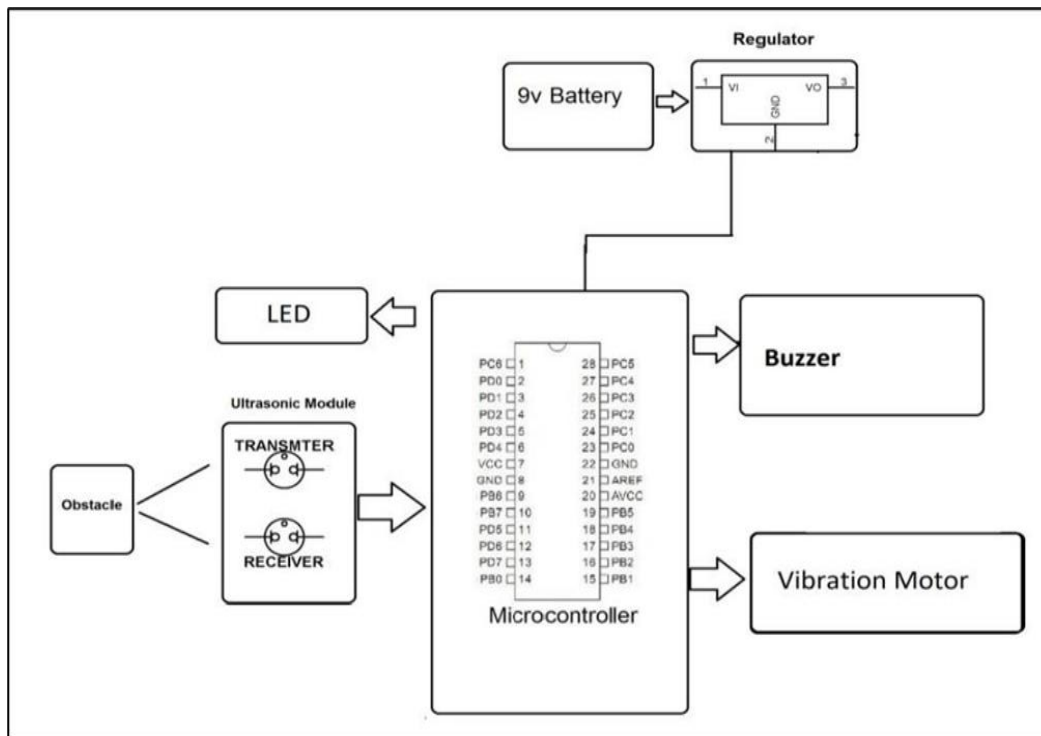 Regulator
9v Battery
1 VI VO 3
GND
2
LED
Buzzer
Ultrasonic Module
TRANSMTER
RECEIVER
Obstacle
PC6 1 28 PC5
PD0 2 27 PC4
PD1 3 26 PC3
PD2 4 25 PC2
PD3 5 24 PC1
PD4 6 23 PC0
VCC 7 22 GND
GND 8 21 AREF
PB6 9 20 AVCC
PB7 10 19 PB5
PD5 11 18 PB4
PD6 12 17 PB3
PD7 13 16 PB2
PB0 14 15 PB1
Microcontroller
Vibration Motor